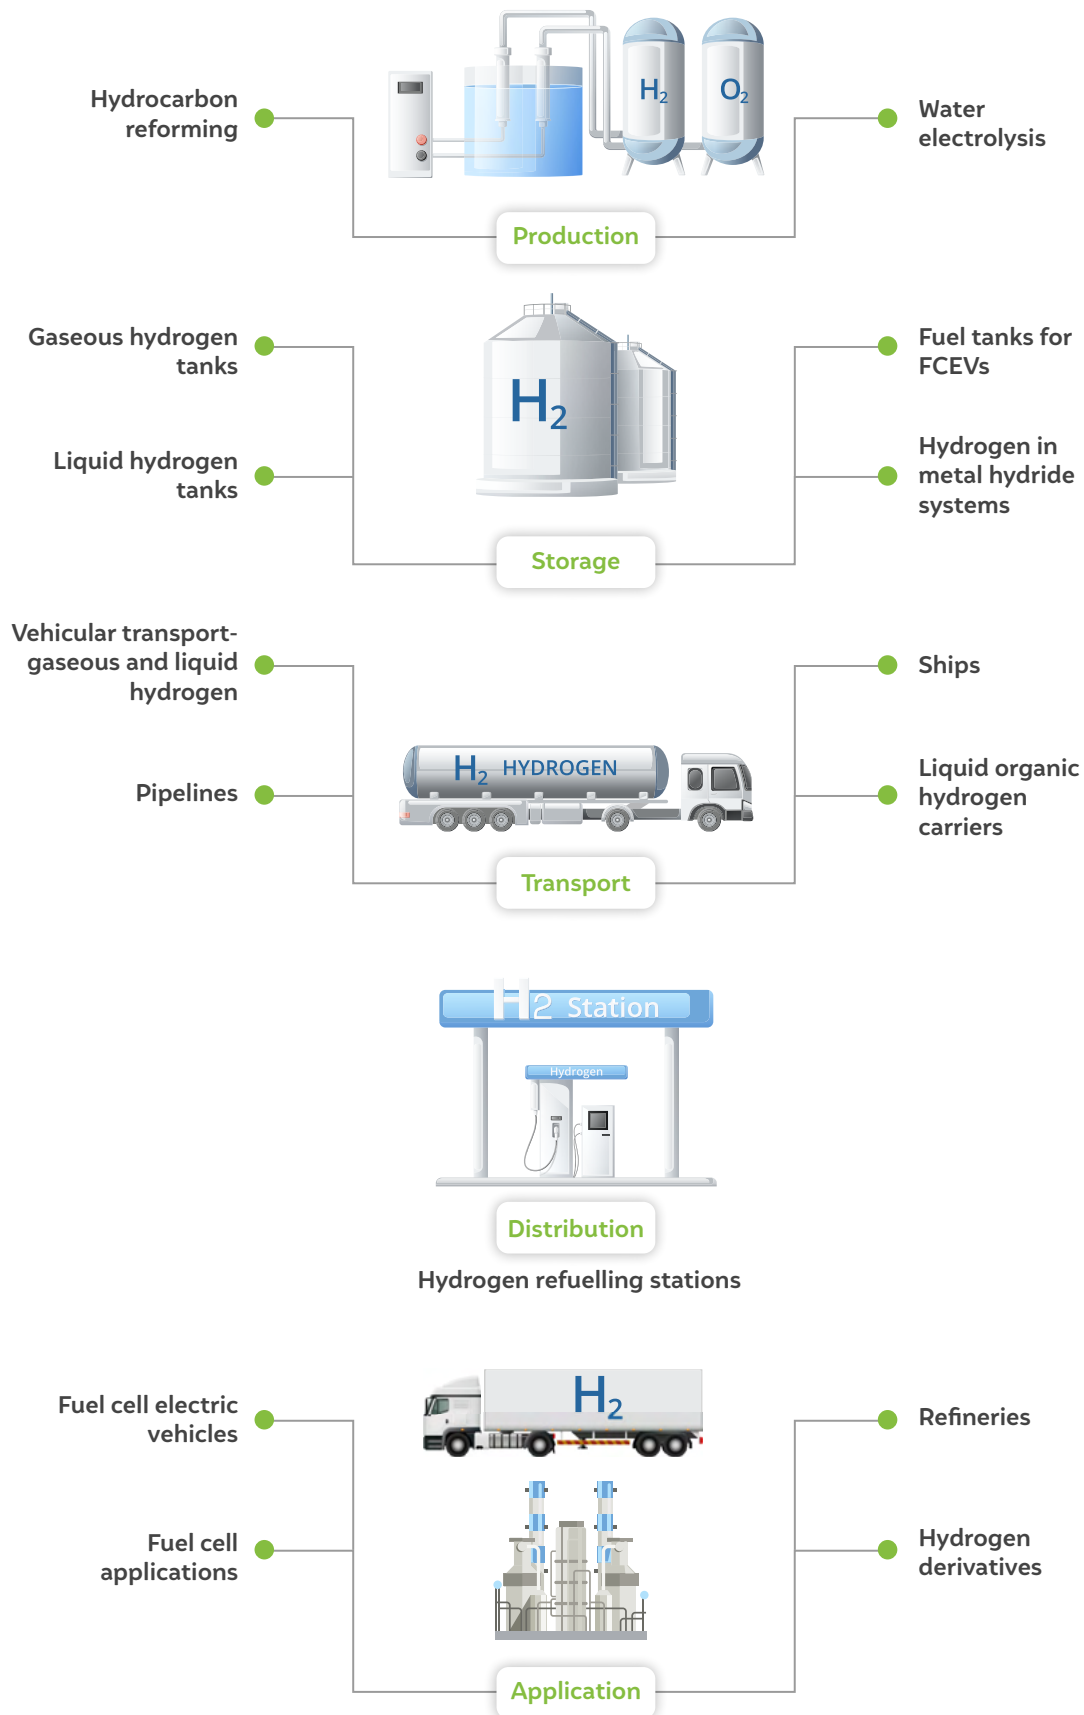 Hydrocarbon
reforming
H2
O2
Water
electrolysis
Production
Gaseous hydrogen
tanks
Liquid hydrogen
tanks
H2
Fuel tanks for
FCEVs
Hydrogen in
metal hydride
systems
Storage
Vehicular transport-
gaseous and liquid
hydrogen
Pipelines
H2 HYDROGEN
Ships
Liquid organic
hydrogen
carriers
Transport
H2 Station
Hydrogen
Distribution
Hydrogen refuelling stations
Fuel cell electric
vehicles
Fuel cell
applications
H2
Refineries
Hydrogen
derivatives
Application